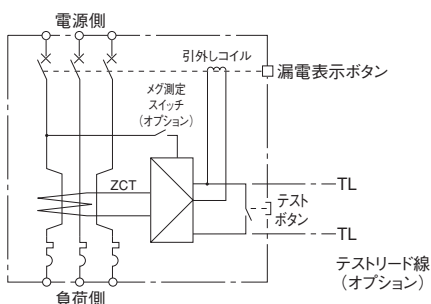 電源側
引外しコイル
漏電表示ボタン
メグ測定
スイッチ
(オプション)
ZCT
TL
テスト
ボタン
TL
テストリード線
(オプション)
負荷側